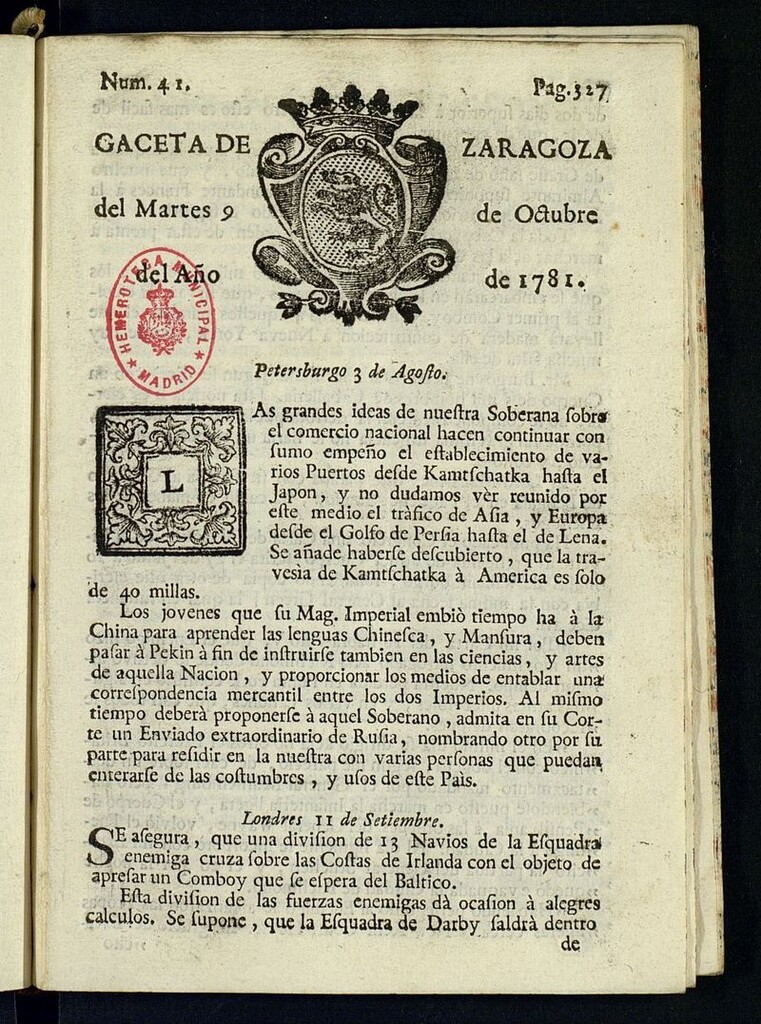 Num. 41.
Pag. 327
GACETA DE ZARAGOZA
del Martes 9 de Octubre
del Año de 1781.
HEMEROTECA MUNICIPAL
★ MADRID ★
Petersburgo 3 de Agoſto.
LAs grandes ideas de nueſtra Soberana ſobre
el comercio nacional hacen continuar con
ſumo empeño el eſtablecimiento de va-
rios Puertos deſde Kamtſchatka haſta el
Japon, y no dudamos vèr reunido por
eſte medio el tràfico de Aſia, y Europa
deſde el Golfo de Perſia haſta el de Lena.
Se añade haberſe deſcubierto, que la tra-
vesìa de Kamtſchatka à America es ſolo
de 40 millas.
Los jovenes que ſu Mag. Imperial embiò tiempo ha à la
China para aprender las lenguas Chineſca, y Manſura, deben
paſar à Pekin à fin de inſtruirſe tambien en las ciencias, y artes
de aquella Nacion, y proporcionar los medios de entablar una
correſpondencia mercantil entre los dos Imperios. Al miſmo
tiempo deberà proponerſe à aquel Soberano, admita en ſu Cor-
te un Enviado extraordinario de Ruſia, nombrando otro por ſu
parte para reſidir en la nueſtra con varias perſonas que puedan
enterarſe de las coſtumbres, y uſos de eſte Paìs.
Londres 11 de Setiembre.
SE aſegura, que una diviſion de 13 Navios de la Eſquadra
enemiga cruza ſobre las Coſtas de Irlanda con el objeto de
apreſar un Comboy que ſe eſpera del Baltico.
Eſta diviſion de las fuerzas enemigas dà ocaſion à alegres
calculos. Se ſupone, que la Eſquadra de Darby ſaldrà dentro
de